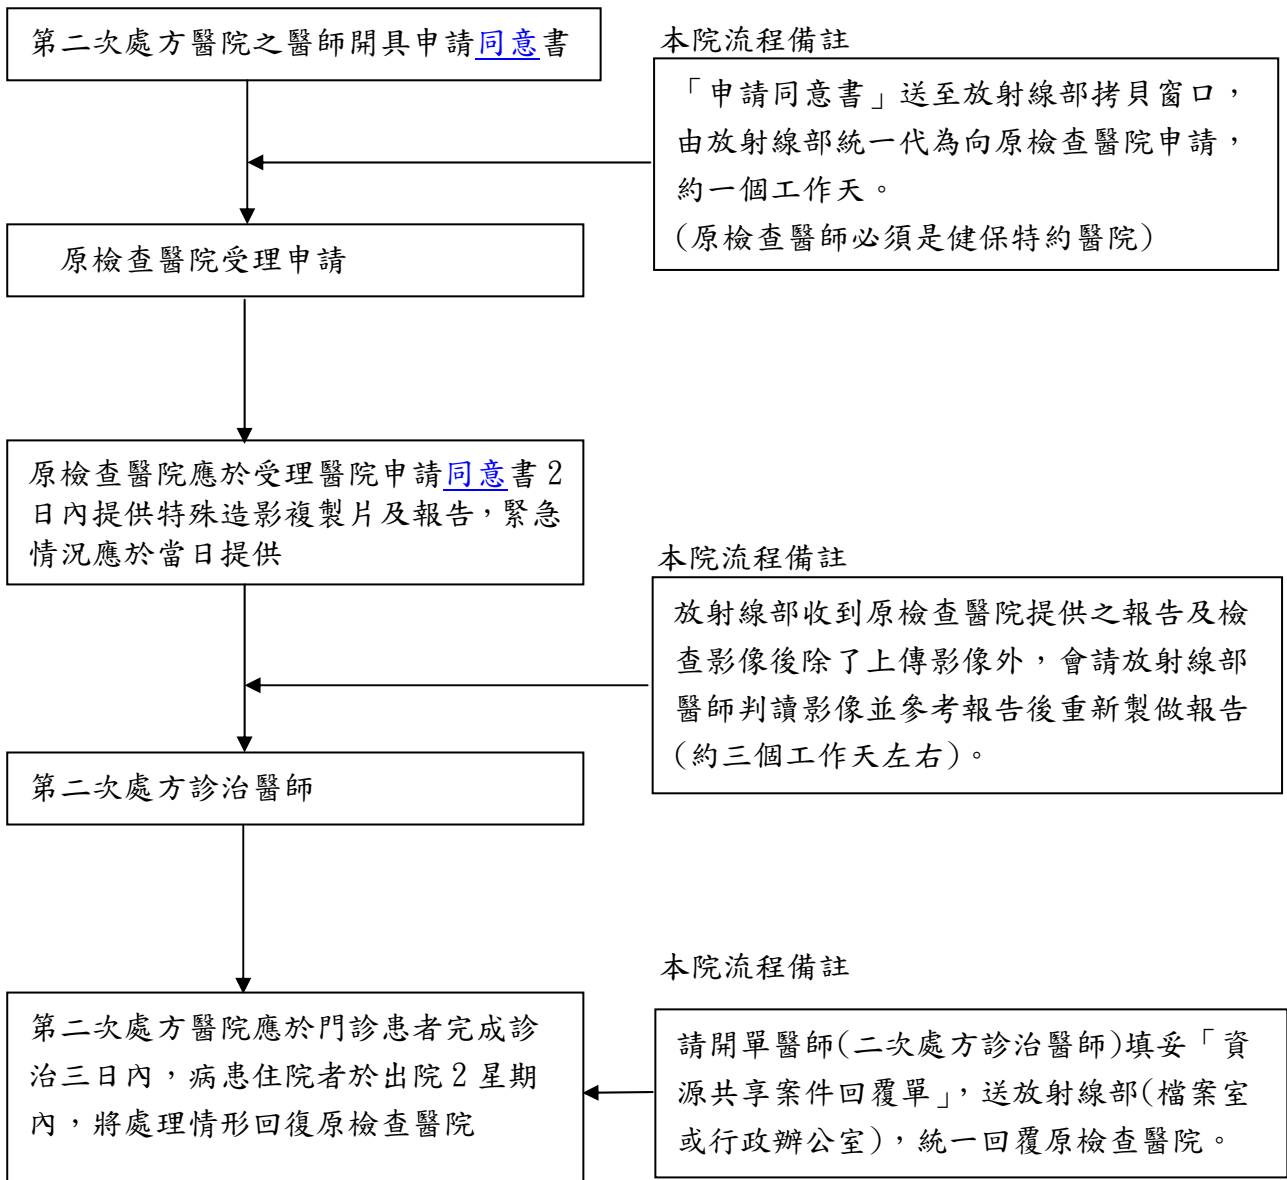 第二次處方醫院之醫師開具申請同意書
本院流程備註
「申請同意書」送至放射線部拷貝窗口，
由放射線部統一代為向原檢查醫院申請，
約一個工作天。
(原檢查醫師必須是健保特約醫院)
原檢查醫院受理申請
原檢查醫院應於受理醫院申請同意書 2
日內提供特殊造影複製片及報告，緊急
情況應於當日提供
本院流程備註
放射線部收到原檢查醫院提供之報告及檢
查影像後除了上傳影像外，會請放射線部
醫師判讀影像並參考報告後重新製做報告
(約三個工作天左右)。
第二次處方診治醫師
本院流程備註
第二次處方醫院應於門診患者完成診
治三日內，病患住院者於出院 2 星期
內，將處理情形回復原檢查醫院
請開單醫師(二次處方診治醫師)填妥「資
源共享案件回覆單」，送放射線部(檔案室
或行政辦公室)，統一回覆原檢查醫院。